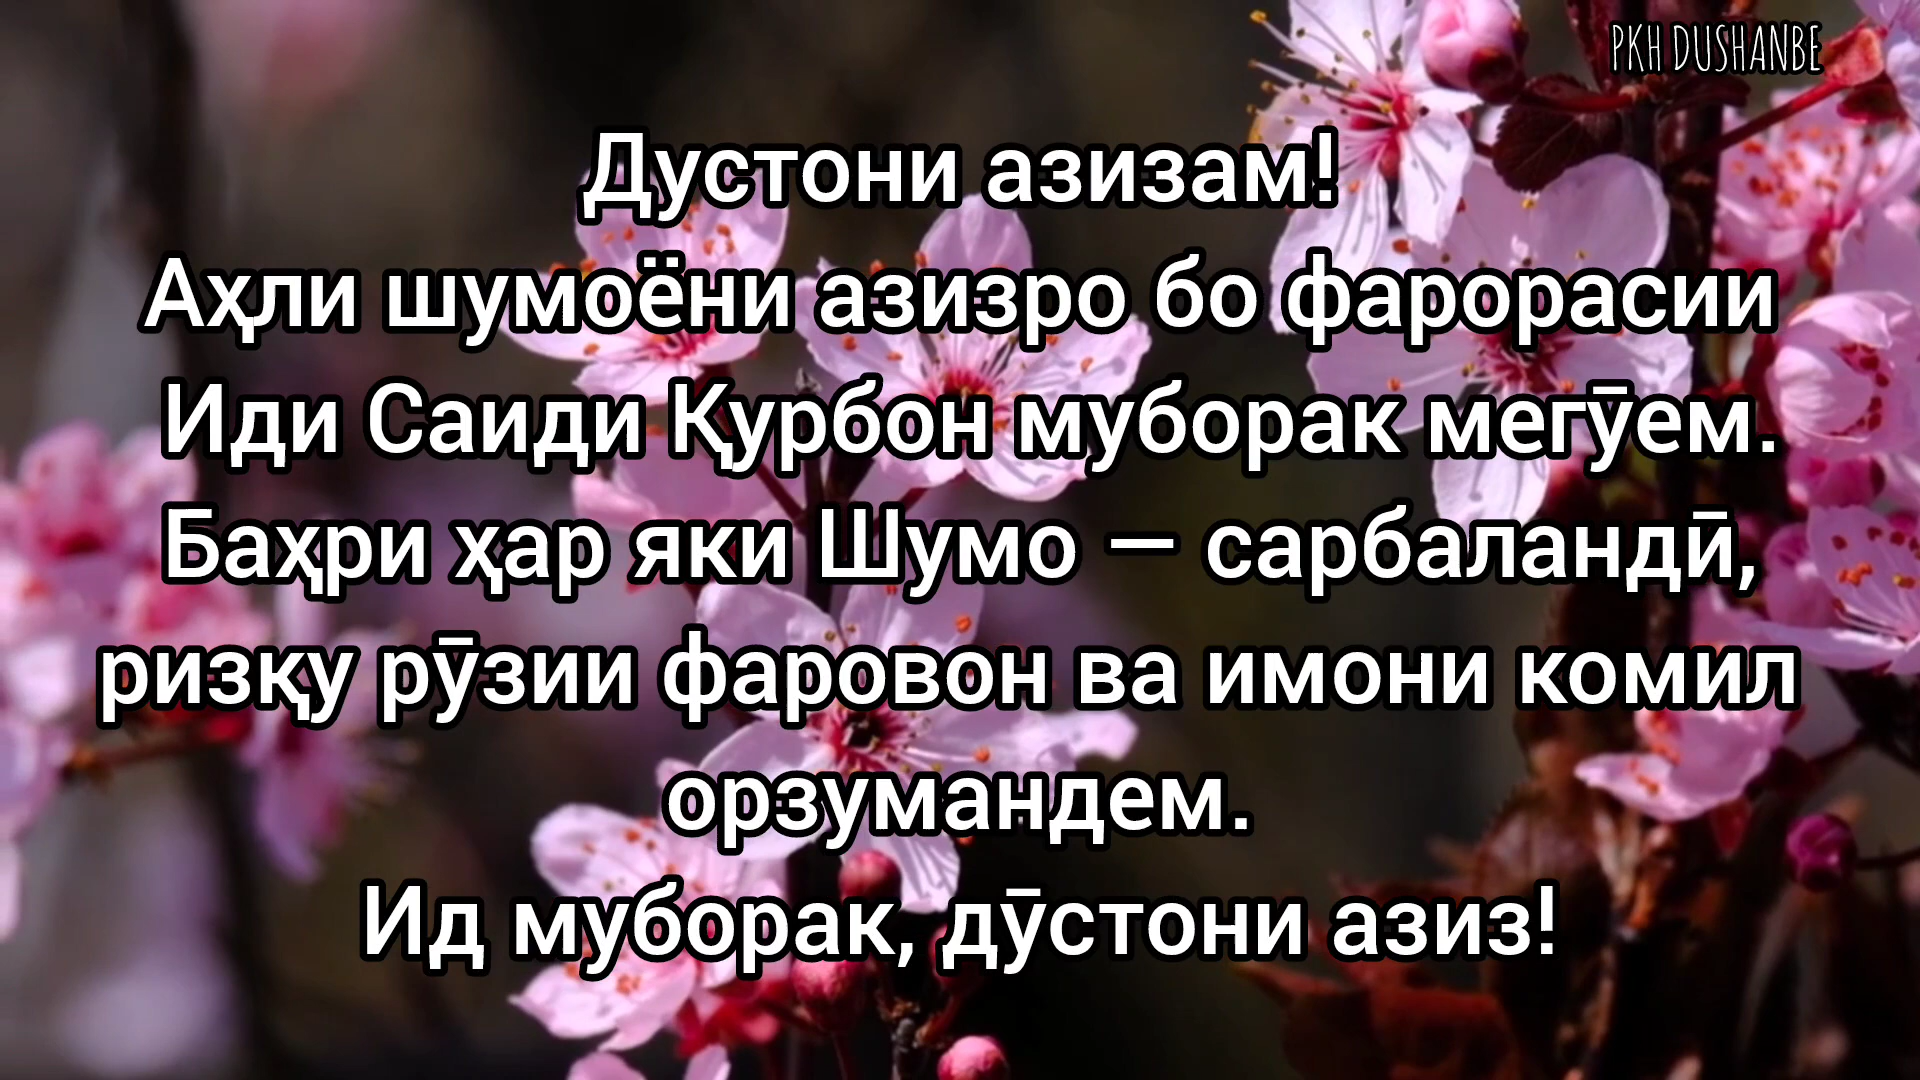 PKH DUSHANBE
Дустони азизам!
Аҳли шумоёни азизро бо фарорасии
Иди Саиди Қурбон муборак мегӯем.
Баҳри ҳар яки Шумо — сарбаландӣ,
ризқу рӯзии фаровон ва имони комил
орзумандем.
Ид муборак, дӯстони азиз!